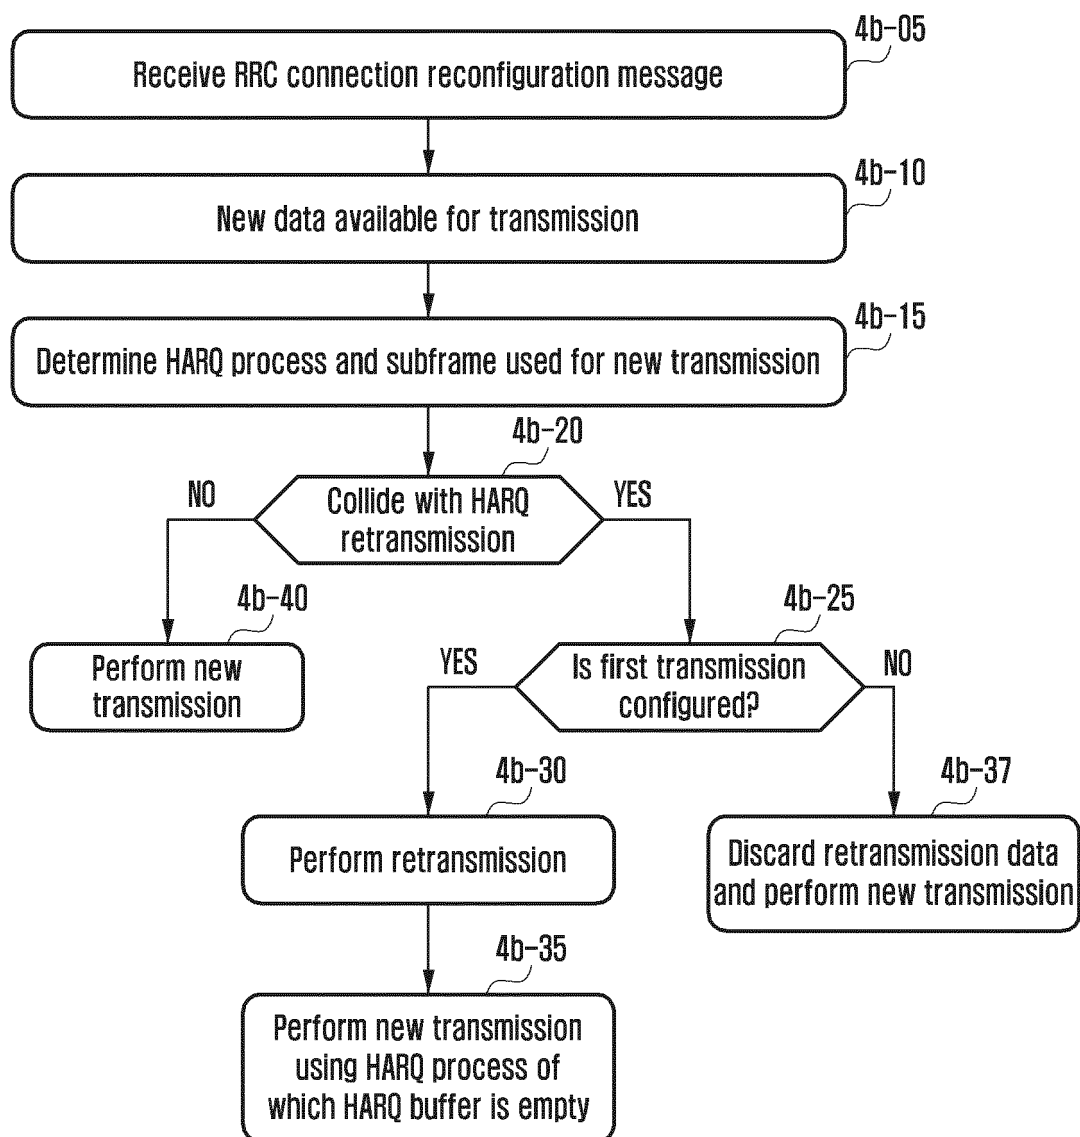 4b-05
Receive RRC connection reconfiguration message
4b-10
New data available for transmission
4b-15
Determine HARQ process and subframe used for new transmission
4b-20
NO
Collide with HARQ
retransmission
YES
4b-40
Perform new
transmission
4b-25
YES
Is first transmission
configured?
NO
4b-30
Perform retransmission
4b-37
Discard retransmission data
and perform new transmission
4b-35
Perform new transmission
using HARQ process of
which HARQ buffer is empty